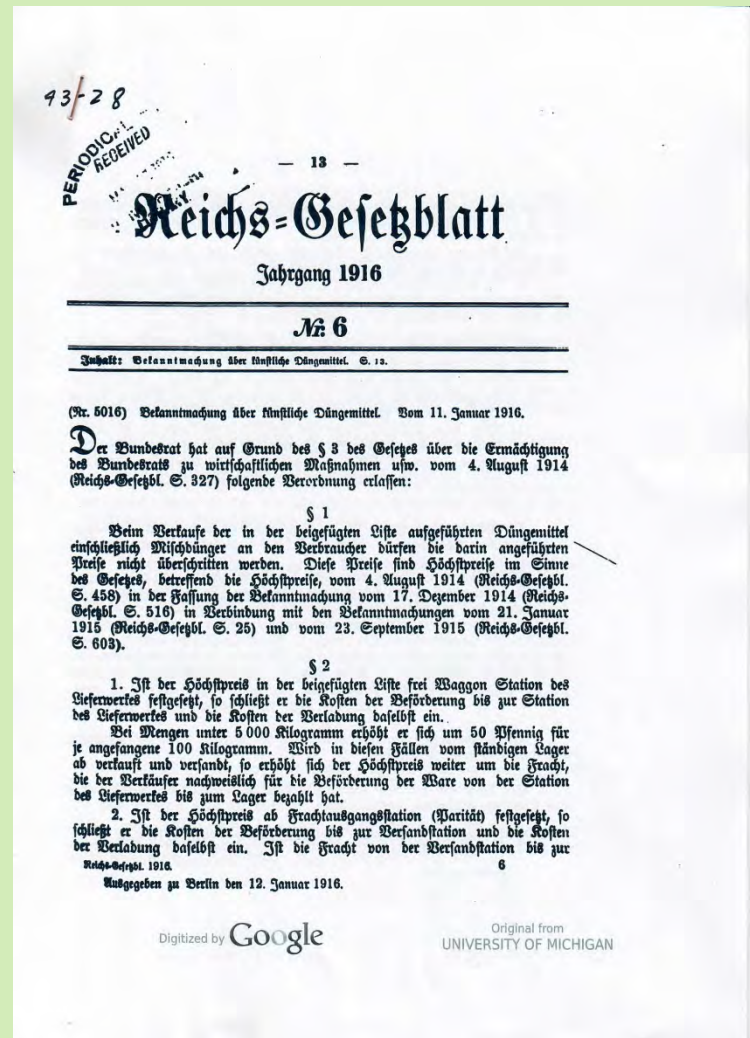 93-28
PERIODICAL
RECEIVED
— 13 —
Reichs-Gesetzblatt
Jahrgang 1916
Nr. 6
Inhalt: Bekanntmachung über künstliche Düngemittel. S. 13.
(Nr. 5016) Bekanntmachung über künstliche Düngemittel. Vom 11. Januar 1916.
Der Bundesrat hat auf Grund des § 3 des Gesetzes über die Ermächtigung
des Bundesrats zu wirtschaftlichen Maßnahmen usw. vom 4. August 1914
(Reichs-Gesetzbl. S. 327) folgende Verordnung erlassen:
§ 1
Beim Verkaufe der in der beigefügten Liste aufgeführten Düngemittel
einschließlich Mischdünger an den Verbraucher dürfen die darin angeführten
Preise nicht überschritten werden. Diese Preise sind Höchstpreise im Sinne
des Gesetzes, betreffend die Höchstpreise, vom 4. August 1914 (Reichs-Gesetzbl.
S. 458) in der Fassung der Bekanntmachung vom 17. Dezember 1914 (Reichs-
Gesetzbl. S. 516) in Verbindung mit den Bekanntmachungen vom 21. Januar
1915 (Reichs-Gesetzbl. S. 25) und vom 23. September 1915 (Reichs-Gesetzbl.
S. 603).
§ 2
1. Ist der Höchstpreis in der beigefügten Liste frei Waggon Station des
Lieferwerkes festgesetzt, so schließt er die Kosten der Beförderung bis zur Station
des Lieferwerkes und die Kosten der Verladung daselbst ein.
Bei Mengen unter 5 000 Kilogramm erhöht er sich um 50 Pfennig für
je angefangene 100 Kilogramm. Wird in diesen Fällen vom ständigen Lager
ab verkauft und versandt, so erhöht sich der Höchstpreis weiter um die Fracht,
die der Verkäufer nachweislich für die Beförderung der Ware von der Station
des Lieferwerkes bis zum Lager bezahlt hat.
2. Ist der Höchstpreis ab Frachtausgangsstation (Parität) festgesetzt, so
schließt er die Kosten der Beförderung bis zur Versandstation und die Kosten
der Verladung daselbst ein. Ist die Fracht von der Versandstation bis zur
Reichs-Gesetzbl. 1916. 6
Ausgegeben zu Berlin den 12. Januar 1916.
Digitized by Google
Original from
UNIVERSITY OF MICHIGAN